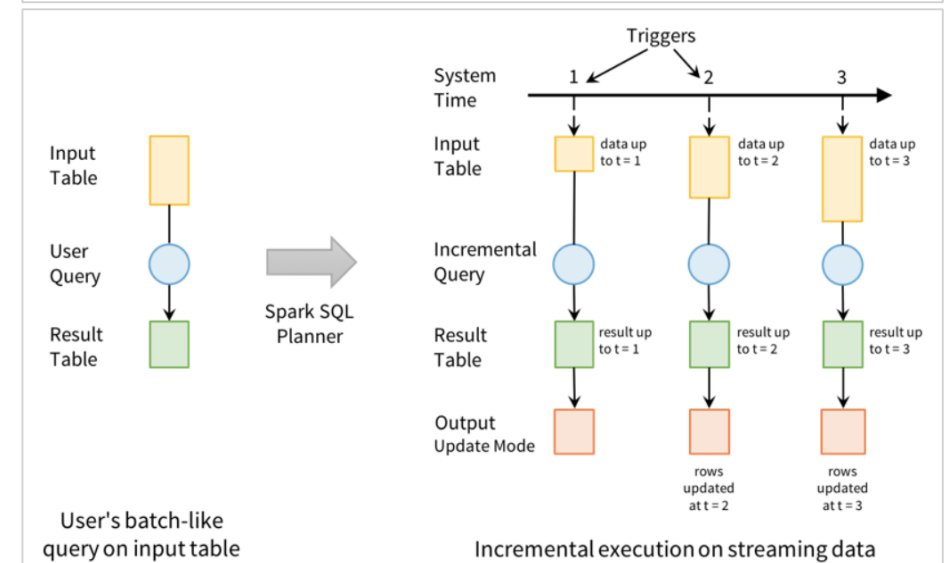 Triggers
System
Time
1
2
3
Input
Table
Input
Table
data up
to t = 1
data up
to t = 2
data up
to t = 3
User
Query
Spark SQL
Planner
Incremental
Query
Result
Table
Result
Table
result up
to t = 1
result up
to t = 2
result up
to t = 3
Output
Update Mode
rows
updated
at t = 2
rows
updated
at t = 3
User's batch-like
query on input table
Incremental execution on streaming data